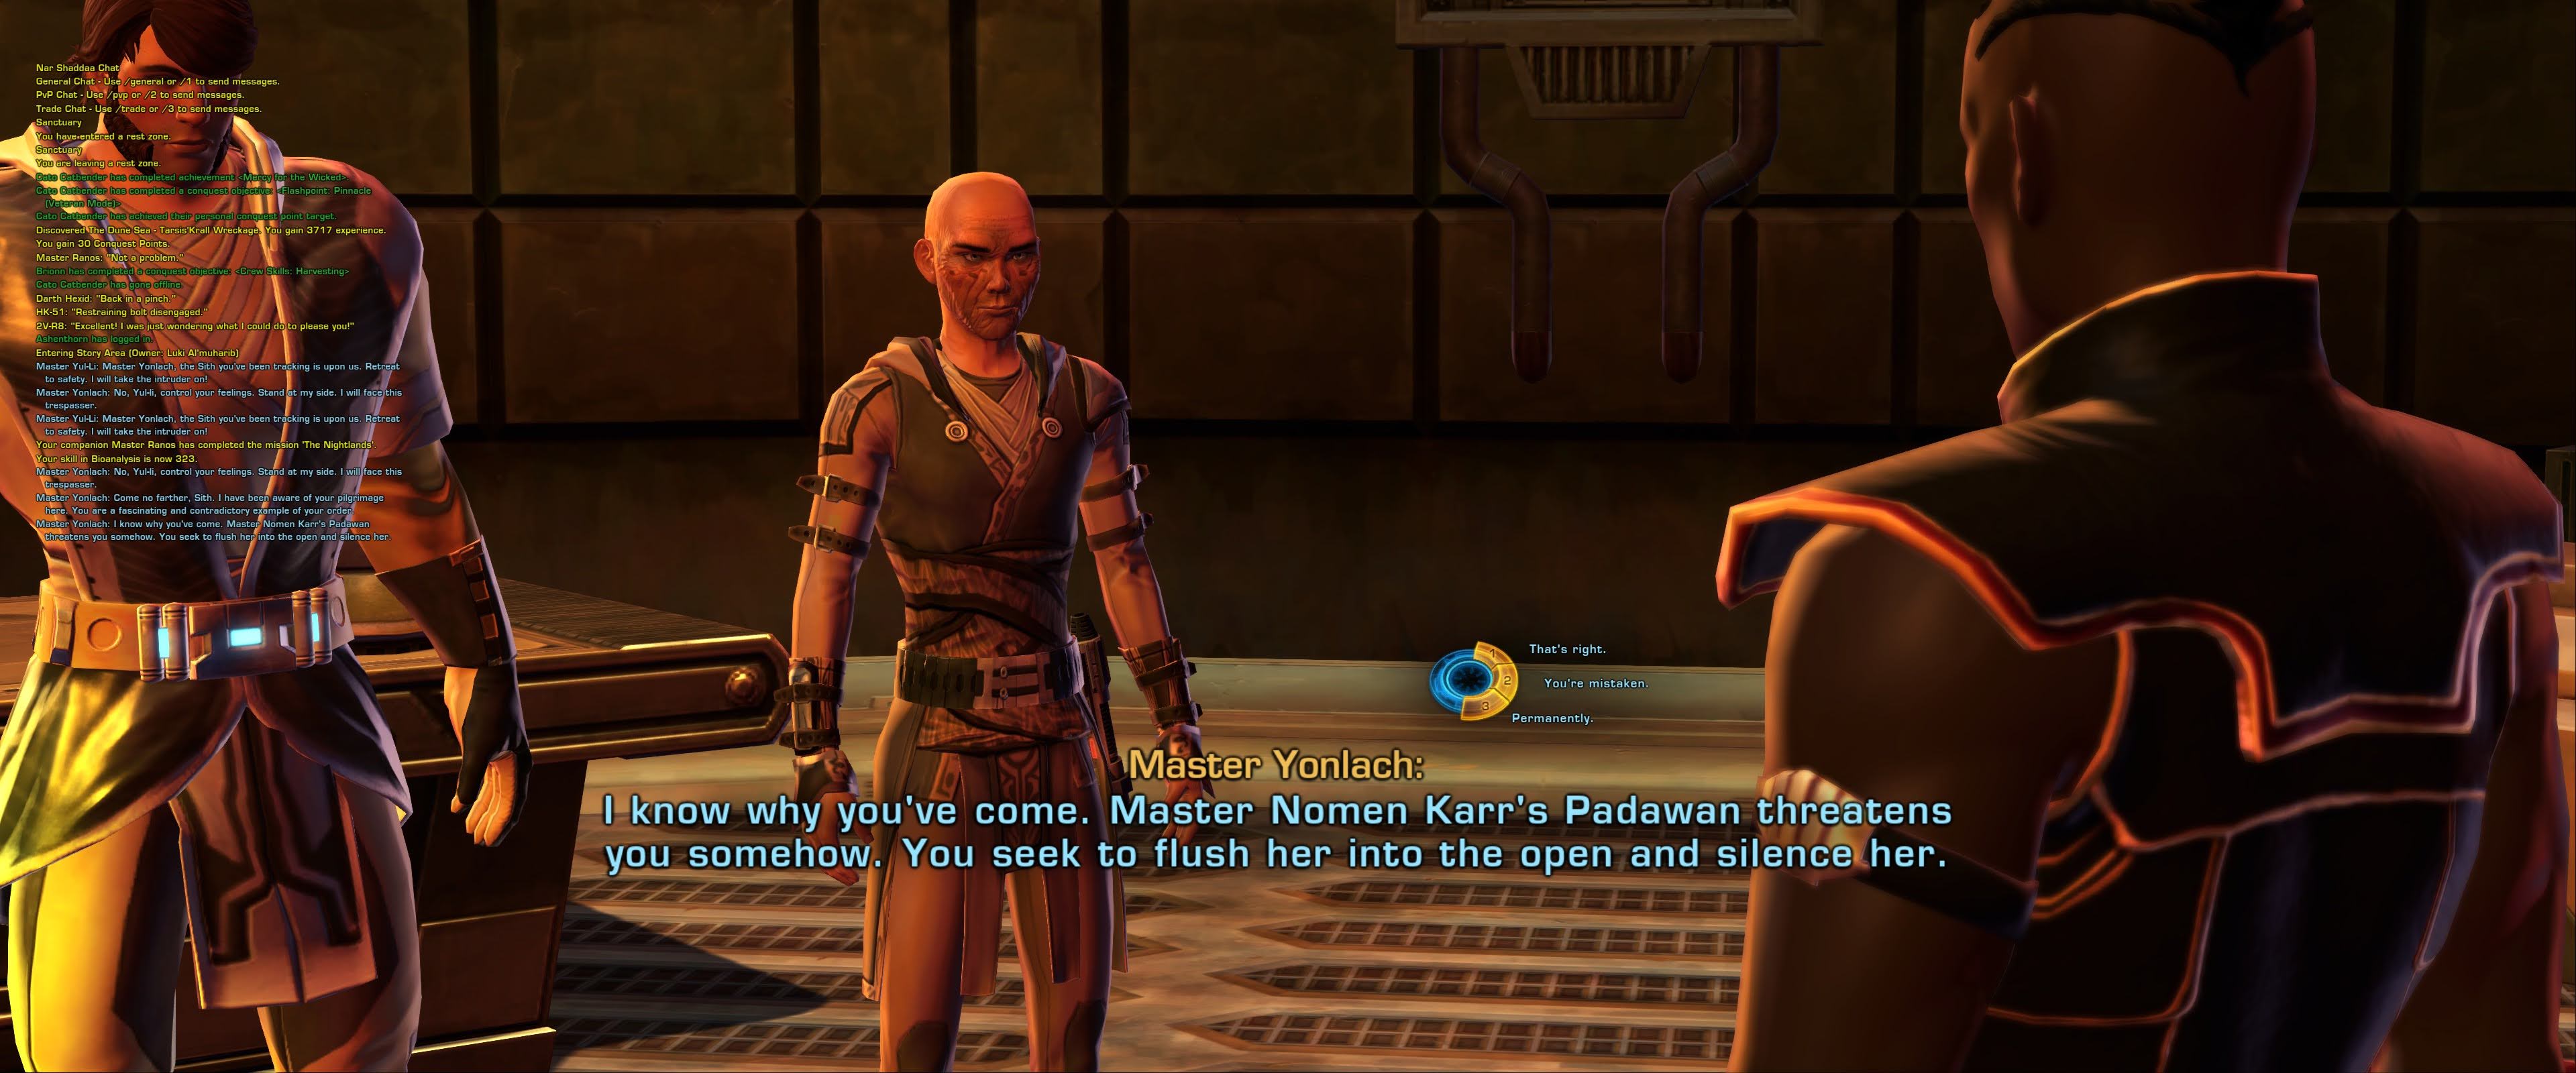 Nar Shaddaa Chat
General Chat - Use /general or /1 to send messages.
PvP Chat - Use /pvp or /2 to send messages.
Trade Chat - Use /trade or /3 to send messages.
Sanctuary
You have entered a rest zone.
Sanctuary
You are leaving a rest zone.
Cato Catbender has completed achievement <Mercy for the Wicked>
Cato Catbender has completed a conquest objective: <Flashpoint: Pinnacle
(Veteran Mode)>
Cato Catbender has achieved their personal conquest point target.
Discovered The Dune Sea - Tarsis'Krall Wreckage. You gain 3717 experience.
You gain 30 Conquest Points.
Master Ranos: "Not a problem."
Brionn has completed a conquest objective: <Crew Skills: Harvesting>
Cato Catbender has gone offline.
Darth Hexid: "Back in a pinch."
HK-51: "Restraining bolt disengaged."
2V-R8: "Excellent! I was just wondering what I could do to please you!"
Ashenthorn has logged in.
Entering Story Area (Owner: Luki Al'muharib)
Master Yul-Li: Master Yonlach, the Sith you've been tracking is upon us. Retreat
to safety. I will take the intruder on!
Master Yonlach: No, Yul-li, control your feelings. Stand at my side. I will face this
trespasser.
Master Yul-Li: Master Yonlach, the Sith you've been tracking is upon us. Retreat
to safety. I will take the intruder on!
Your companion Master Ranos has completed the mission 'The Nightlands'.
Your skill in Bioanalysis is now 323.
Master Yonlach: No, Yul-li, control your feelings. Stand at my side. I will face this
trespasser.
Master Yonlach: Come no farther, Sith. I have been aware of your pilgrimage
here. You are a fascinating and contradictory example of your order.
Master Yonlach: I know why you've come. Master Nomen Karr's Padawan
threatens you somehow. You seek to flush her into the open and silence her.
1 That's right.
2 You're mistaken.
3 Permanently.
Master Yonlach:
I know why you've come. Master Nomen Karr's Padawan threatens
you somehow. You seek to flush her into the open and silence her.